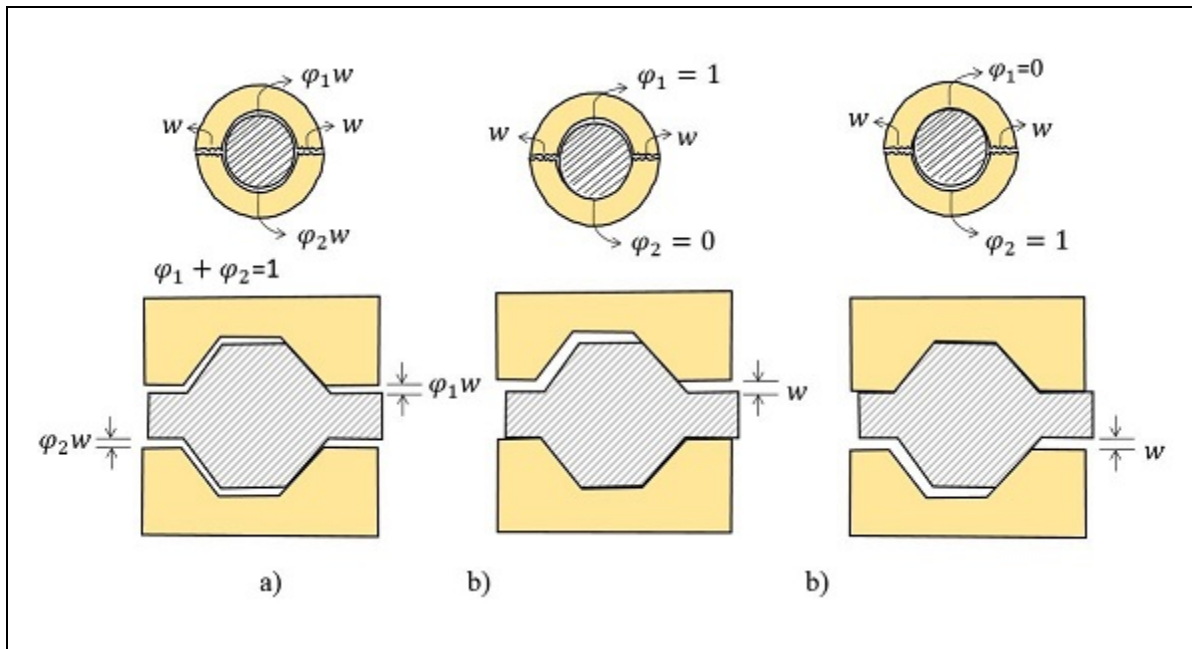 φ₁w
w
w
φ₂w
φ₁ + φ₂=1
φ₁ = 1
w
w
φ₂ = 0
φ₁=0
w
w
φ₂ = 1
φ₁w
φ₂w
w
w
a)
b)
b)